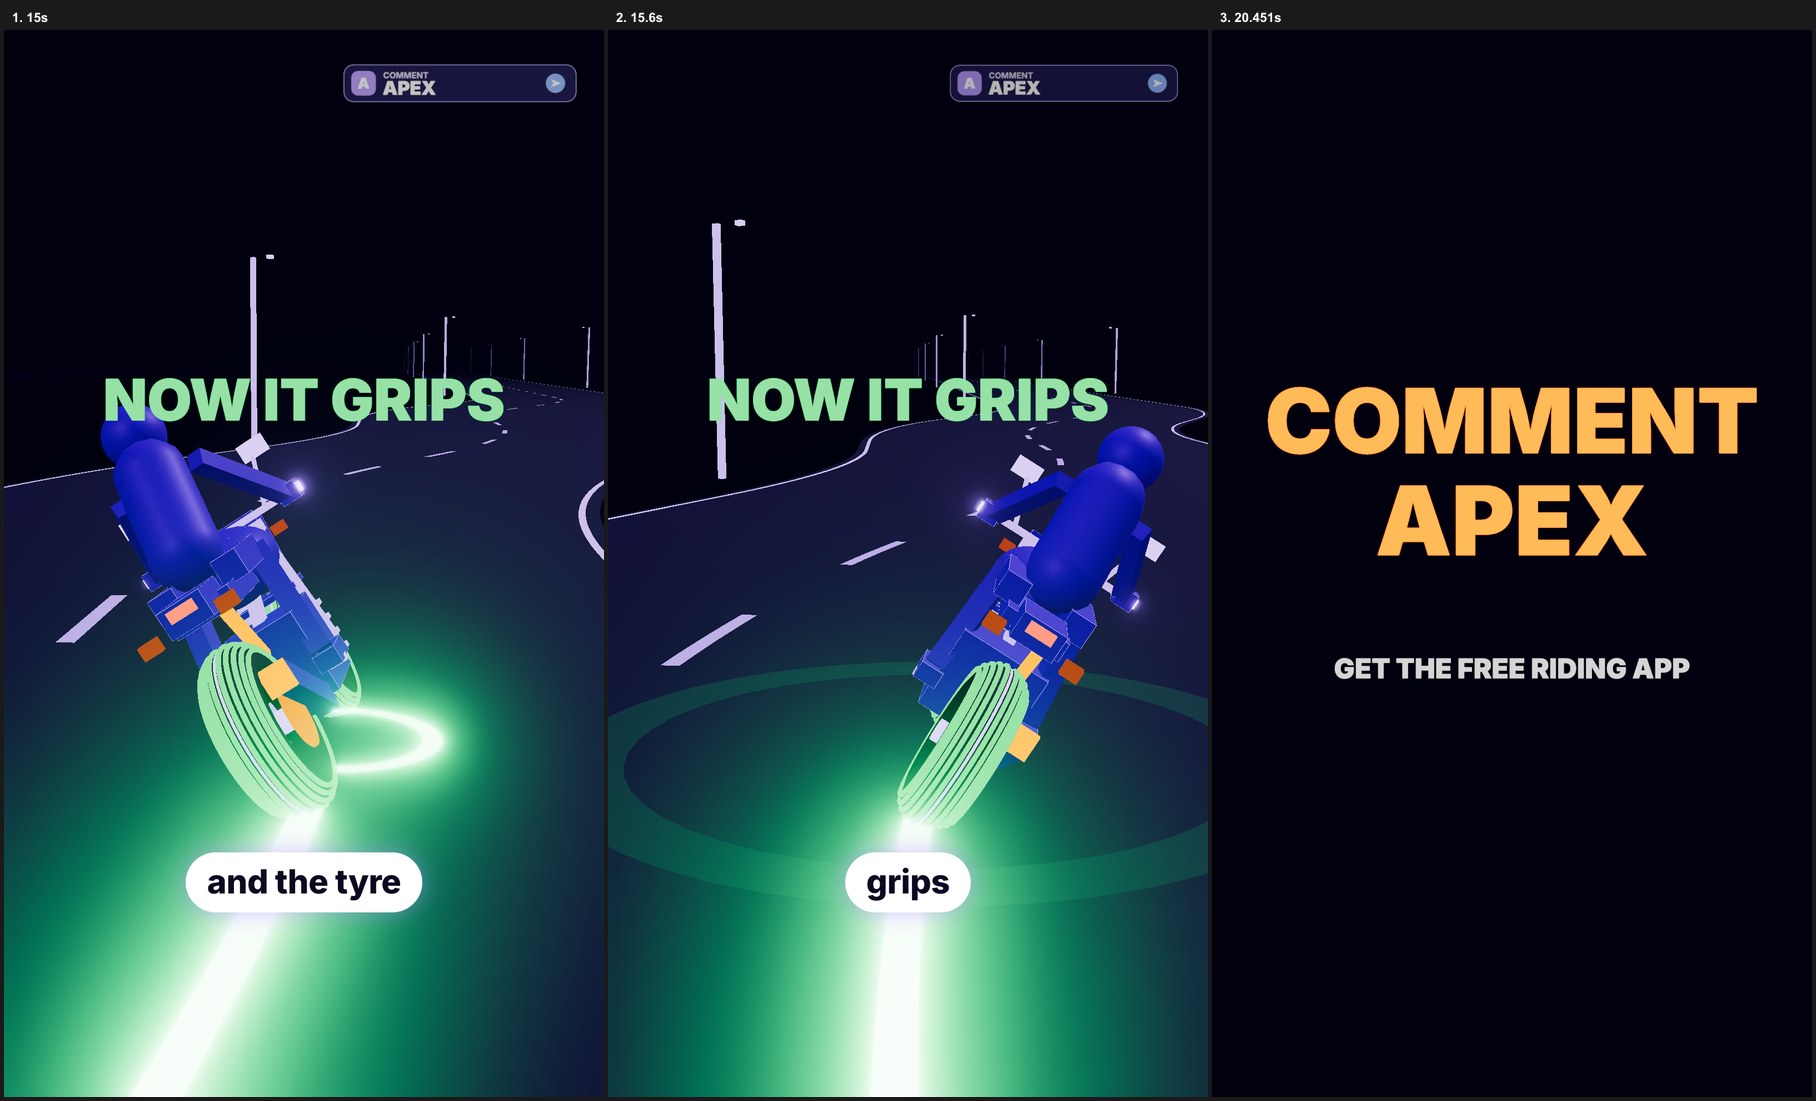 1. 15s
COMMENT
A APEX
NOW IT GRIPS
and the tyre
2. 15.6s
COMMENT
A APEX
NOW IT GRIPS
grips
3. 20.451s
COMMENT
APEX
GET THE FREE RIDING APP